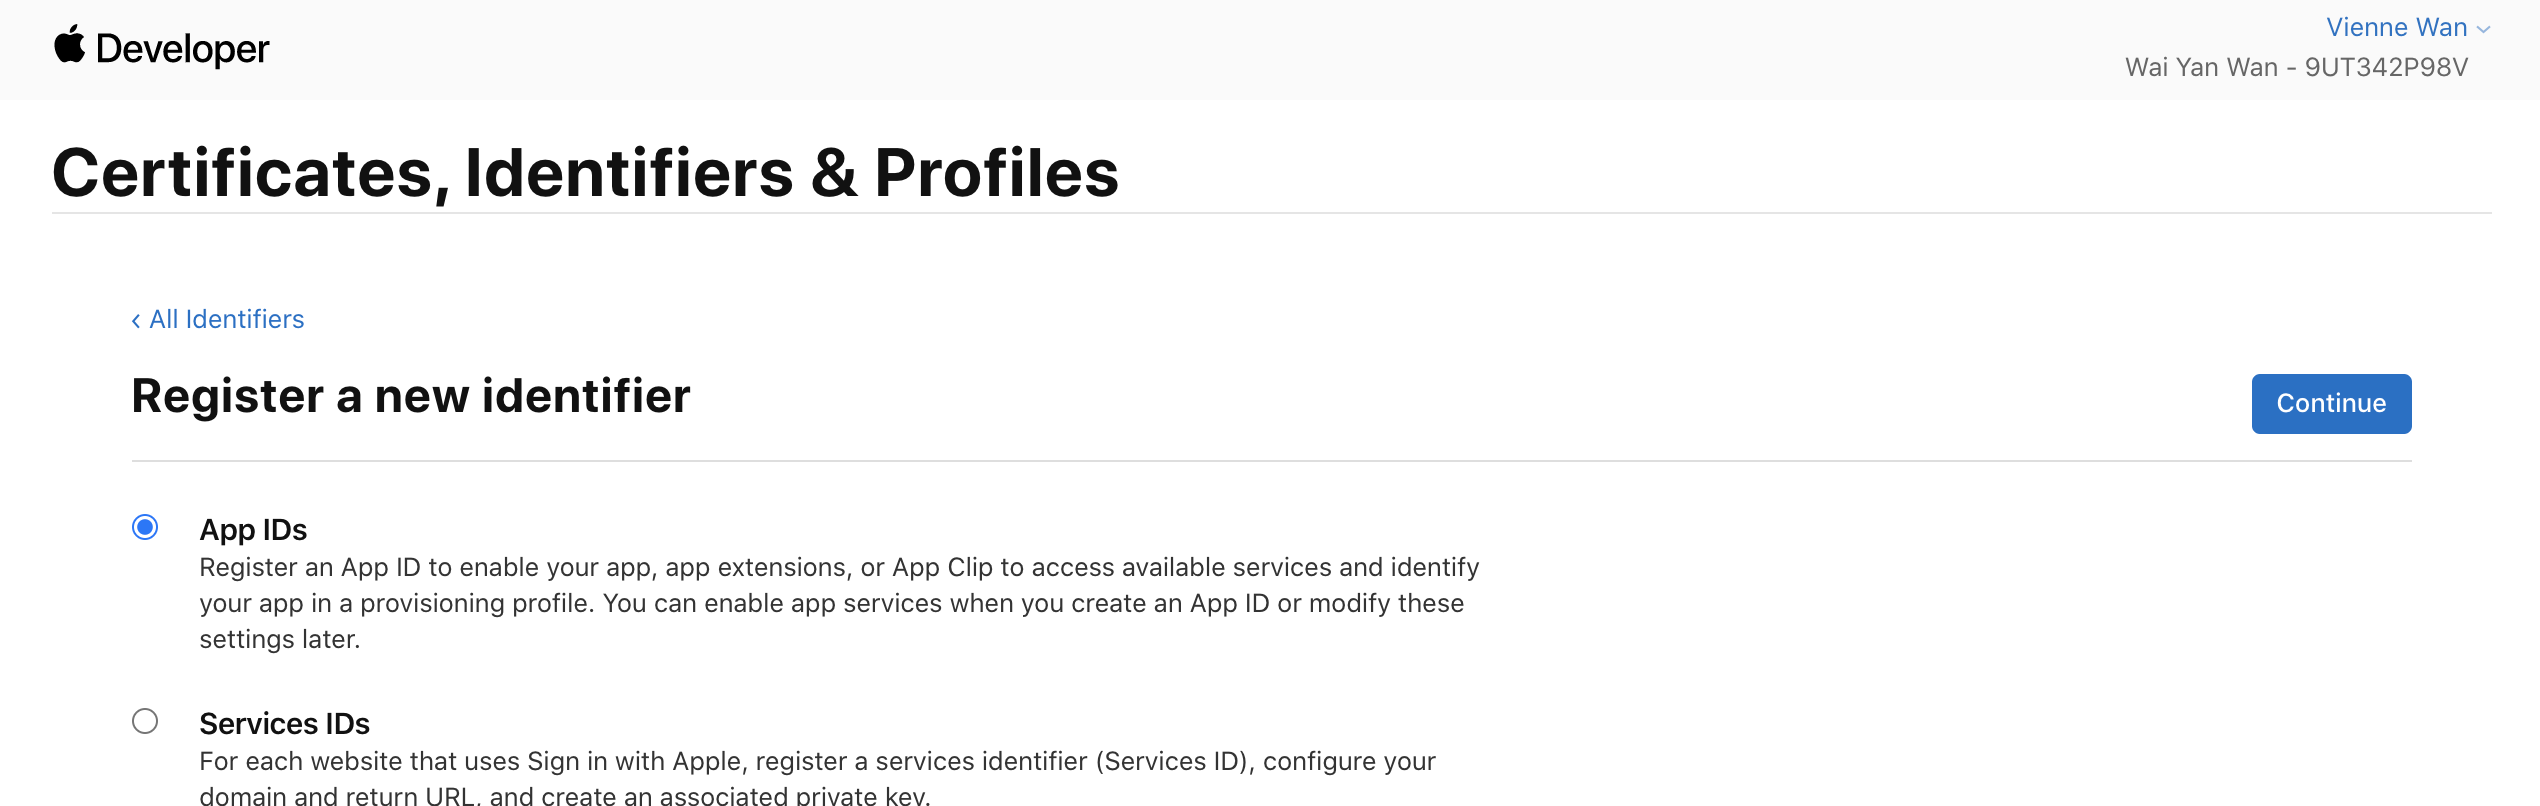 Developer
Vienne Wan
Wai Yan Wan - 9UT342P98V
Certificates, Identifiers & Profiles
‹ All Identifiers
Register a new identifier
Continue
App IDs
Register an App ID to enable your app, app extensions, or App Clip to access available services and identify
your app in a provisioning profile. You can enable app services when you create an App ID or modify these
settings later.
Services IDs
For each website that uses Sign in with Apple, register a services identifier (Services ID), configure your
domain and return URL, and create an associated private key.